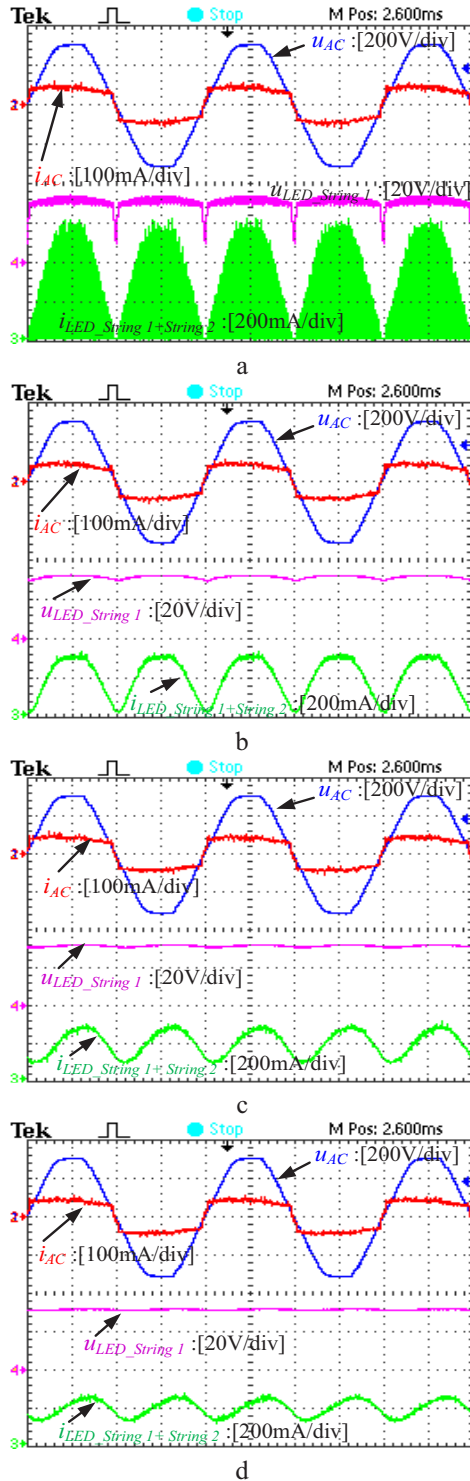 Tek Stop M Pos: 2.600ms
u_AC :[200V/div]
1
i_AC :[100mA/div]
u_LED_String 1 :[20V/div]
4
i_LED_String 1+String 2 :[200mA/div]
3
a
Tek Stop M Pos: 2.600ms
u_AC :[200V/div]
i_AC :[100mA/div]
u_LED_String 1 :[20V/div]
4
i_LED_String 1+String 2 :[200mA/div]
3
b
Tek Stop M Pos: 2.600ms
u_AC :[200V/div]
i_AC :[100mA/div]
u_LED_String 1 :[20V/div]
4
i_LED_String 1+ String 2 :[200mA/div]
3
c
Tek Stop M Pos: 2.600ms
u_AC :[200V/div]
i_AC :[100mA/div]
u_LED_String 1 :[20V/div]
4
i_LED_String 1+ String 2 :[200mA/div]
3
d